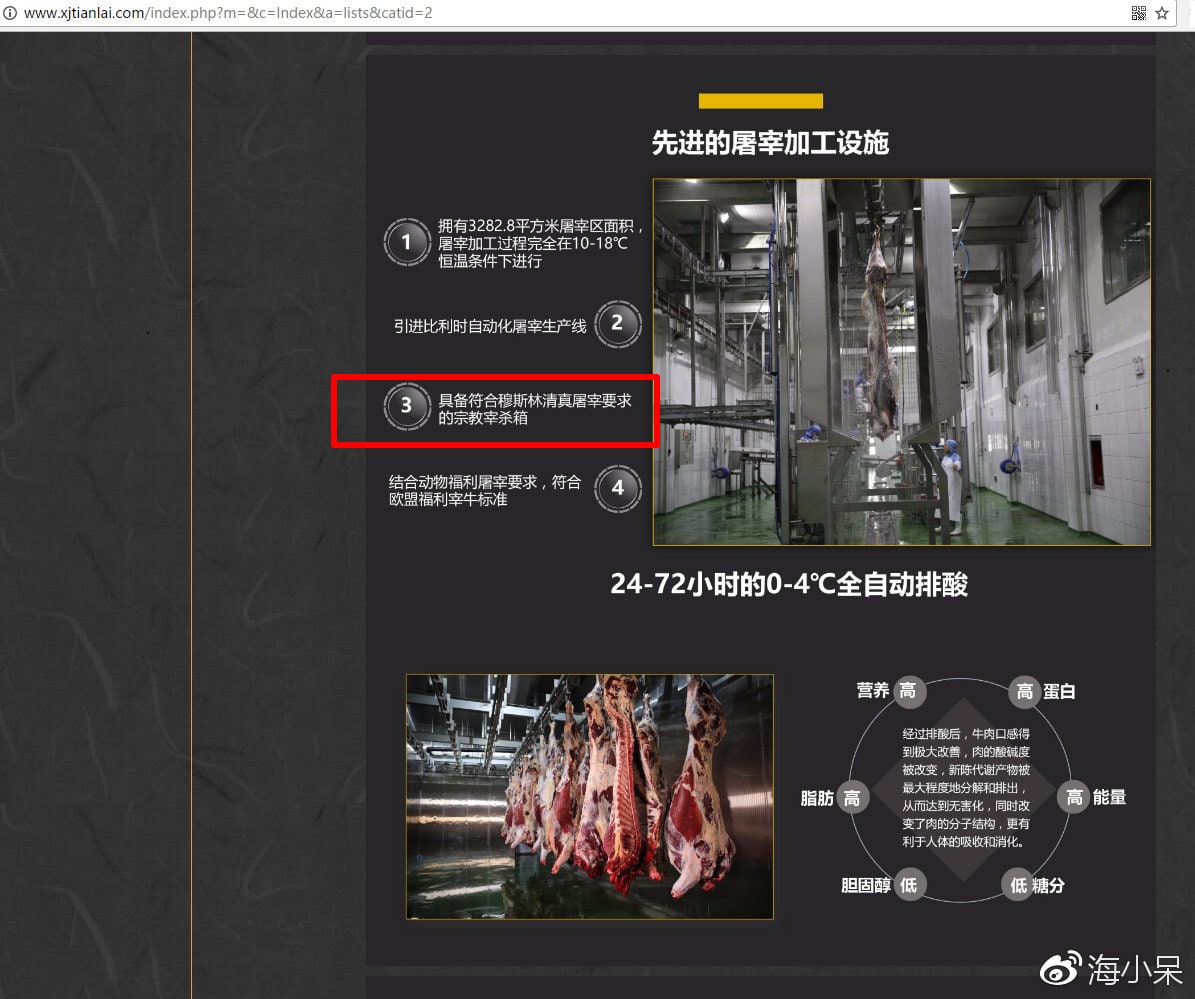 www.xjtianlai.com/index.php?m=&c=Index&a=lists&catid=2
先进的屠宰加工设施
1
拥有3282.8平方米屠宰区面积，
屠宰加工过程完全在10-18℃
恒温条件下进行
引进比利时自动化屠宰生产线
2
3
具备符合穆斯林清真屠宰要求
的宗教宰杀箱
结合动物福利屠宰要求，符合
欧盟福利宰牛标准
4
24-72小时的0-4℃全自动排酸
营养 高
高 蛋白
经过排酸后，牛肉口感得
到极大改善，肉的酸碱度
被改变，新陈代谢产物被
最大程度地分解和排出，
从而达到无害化，同时改
变了肉的分子结构，更有
利于人体的吸收和消化。
脂肪 高
高 能量
胆固醇 低
低 糖分
海小呆